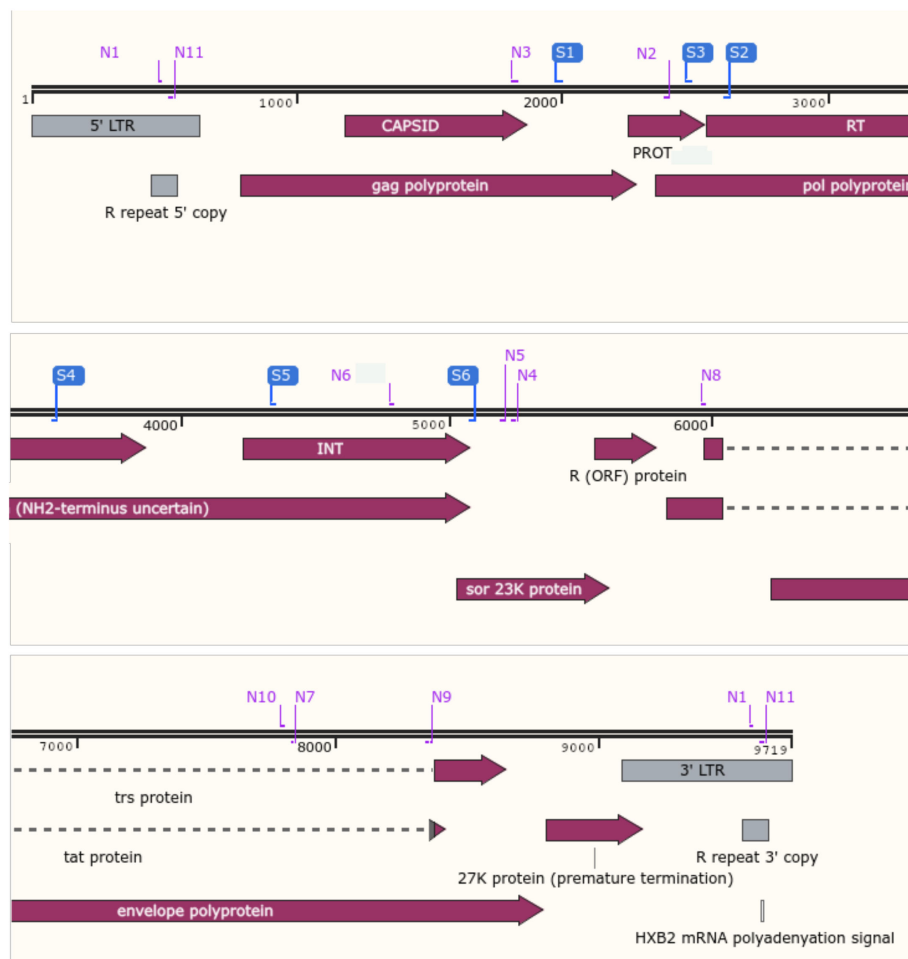 N1 N11 N3 S1 N2 S3 S2
1 1000 2000 3000
5' LTR CAPSID RT
PROT
gag polyprotein pol polyprotein
R repeat 5' copy
N5
S4 S5 N6 S6 N4 N8
4000 5000 6000
INT
R (ORF) protein
(NH2-terminus uncertain)
sor 23K protein
N10 N7 N9 N1 N11
7000 8000 9000 9719
3' LTR
trs protein
tat protein R repeat 3' copy
27K protein (premature termination)
envelope polyprotein
HXB2 mRNA polyadenyation signal